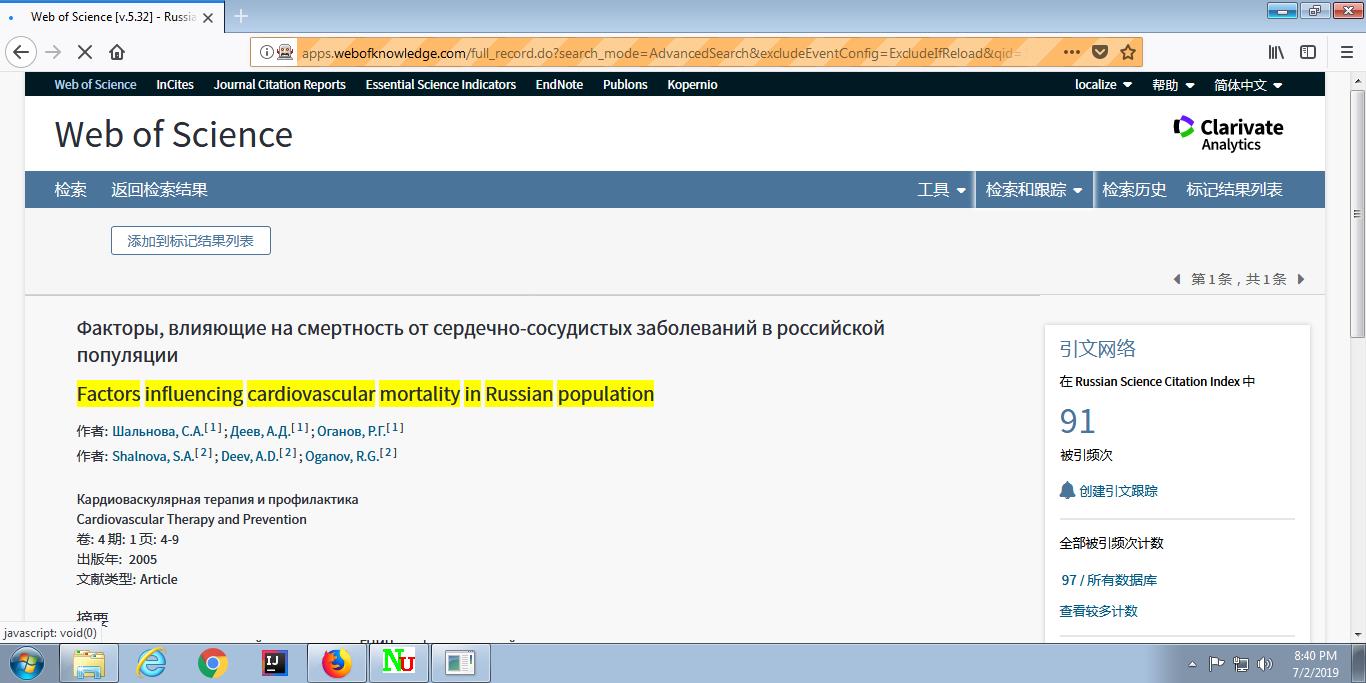 Web of Science [v.5.32] - Russia
apps.webofknowledge.com/full_record.do?search_mode=AdvancedSearch&excludeEventConfig=ExcludeIfReload&qid=
Web of Science InCites Journal Citation Reports Essential Science Indicators EndNote Publons Kopernio localize 帮助 简体中文
Web of Science
Clarivate
Analytics
检索 返回检索结果 工具 检索和跟踪 检索历史 标记结果列表
添加到标记结果列表
第1条，共1条
Факторы, влияющие на смертность от сердечно-сосудистых заболеваний в российской
популяции
Factors influencing cardiovascular mortality in Russian population
作者: Шальнова, С.А.[1]; Деев, А.Д.[1]; Оганов, Р.Г.[1]
作者: Shalnova, S.A.[2]; Deev, A.D.[2]; Oganov, R.G.[2]
Кардиоваскулярная терапия и профилактика
Cardiovascular Therapy and Prevention
卷: 4 期: 1 页: 4-9
出版年: 2005
文献类型: Article
摘要
引文网络
在 Russian Science Citation Index 中
91
被引频次
创建引文跟踪
全部被引频次计数
97 / 所有数据库
查看较多计数
javascript: void(0)
IJ
NU
8:40 PM
7/2/2019